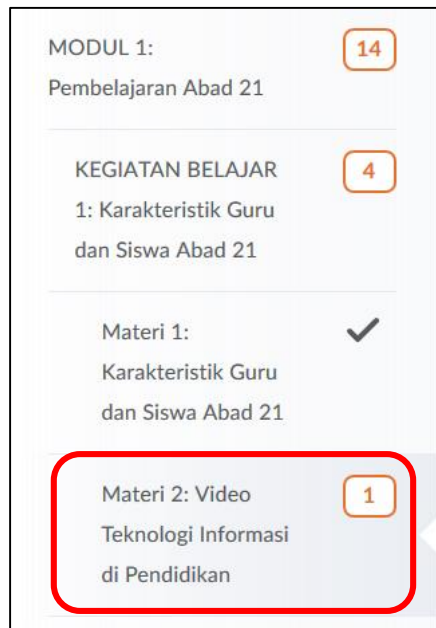 MODUL 1: 14
Pembelajaran Abad 21
KEGIATAN BELAJAR 4
1: Karakteristik Guru
dan Siswa Abad 21
Materi 1:
Karakteristik Guru
dan Siswa Abad 21
Materi 2: Video 1
Teknologi Informasi
di Pendidikan